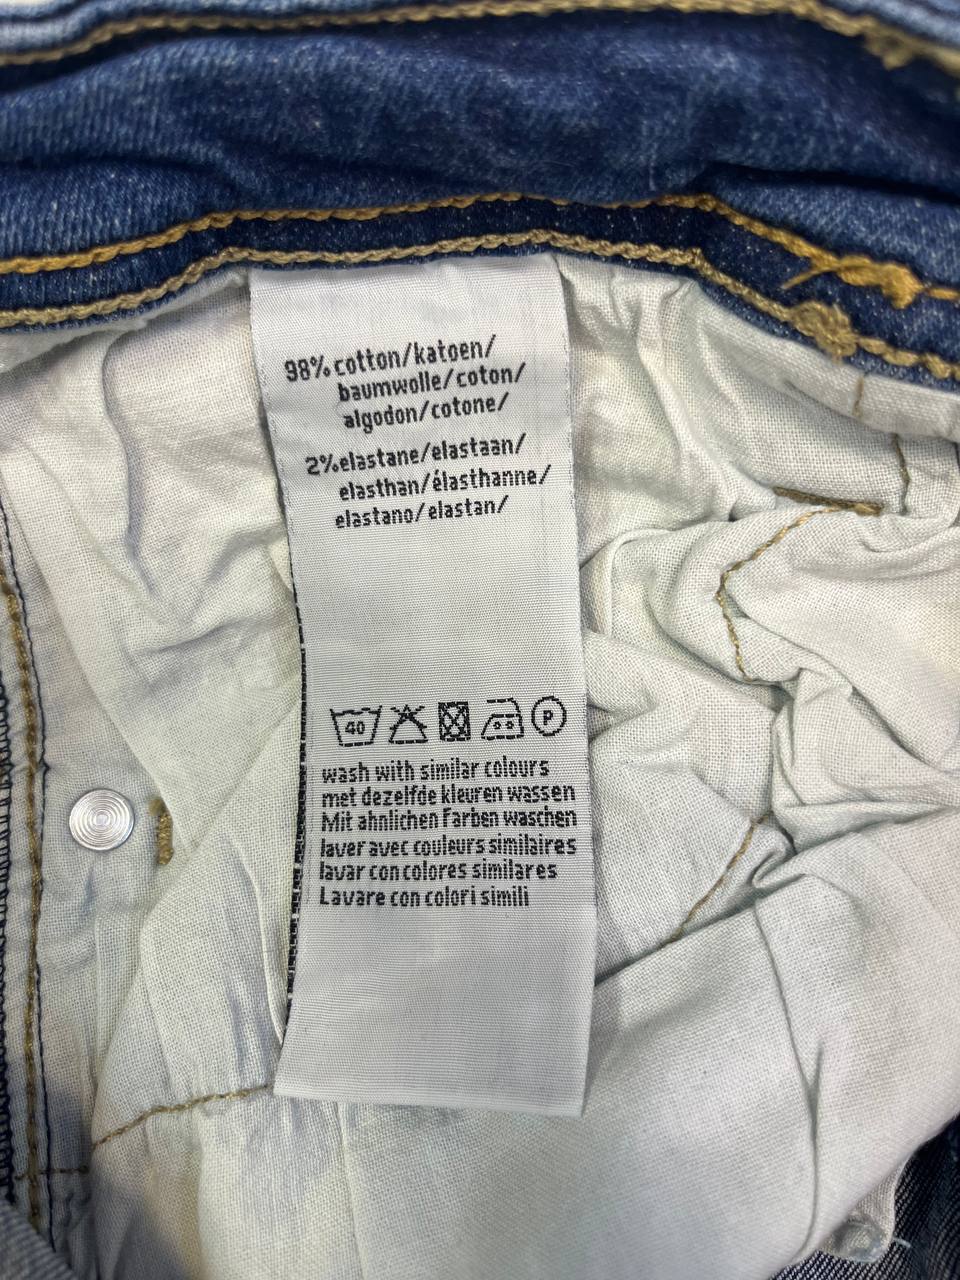 98% cotton/katoen/
baumwolle/coton/
algodon/cotone/
2% elastane/elastaan/
elasthan/élasthanne/
elastano/elastan/
40 P
wash with similar colours
met dezelfde kleuren wassen
Mit ahnlichen Farben waschen
laver avec couleurs similaires
lavar con colores similares
Lavare con colori simili